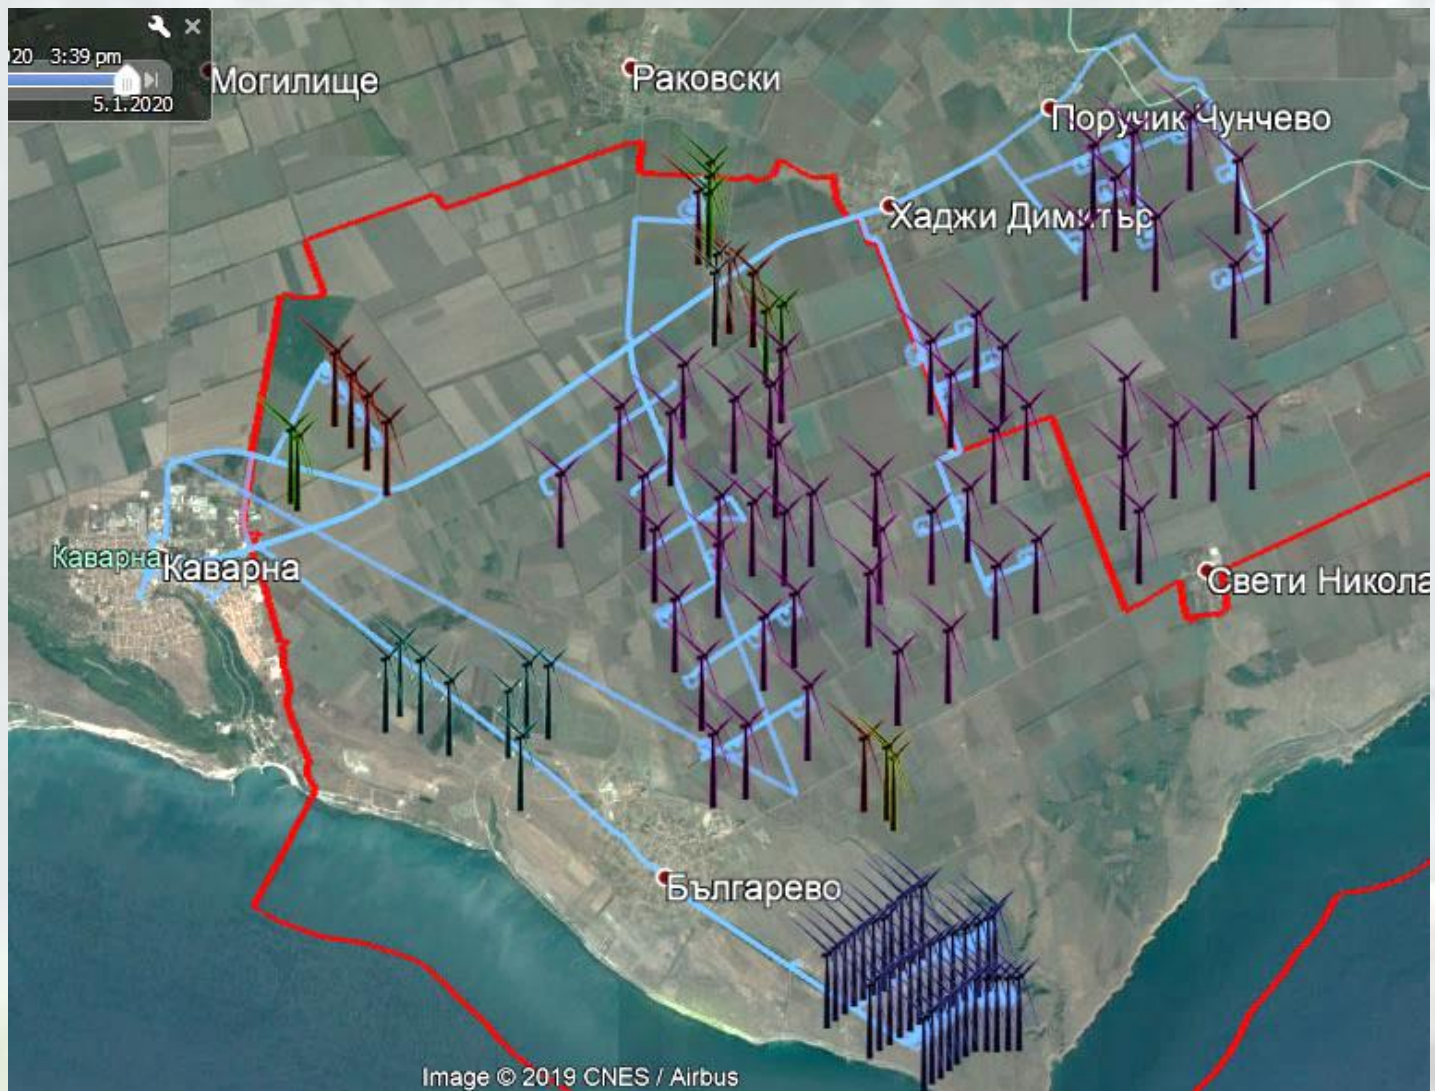 020 3:39 pm
5.1.2020
Могилище
Раковски
Поручик Чунчево
Хаджи Димитър
Каварна
Каварна
Свети Никола
Българево
Image © 2019 CNES / Airbus